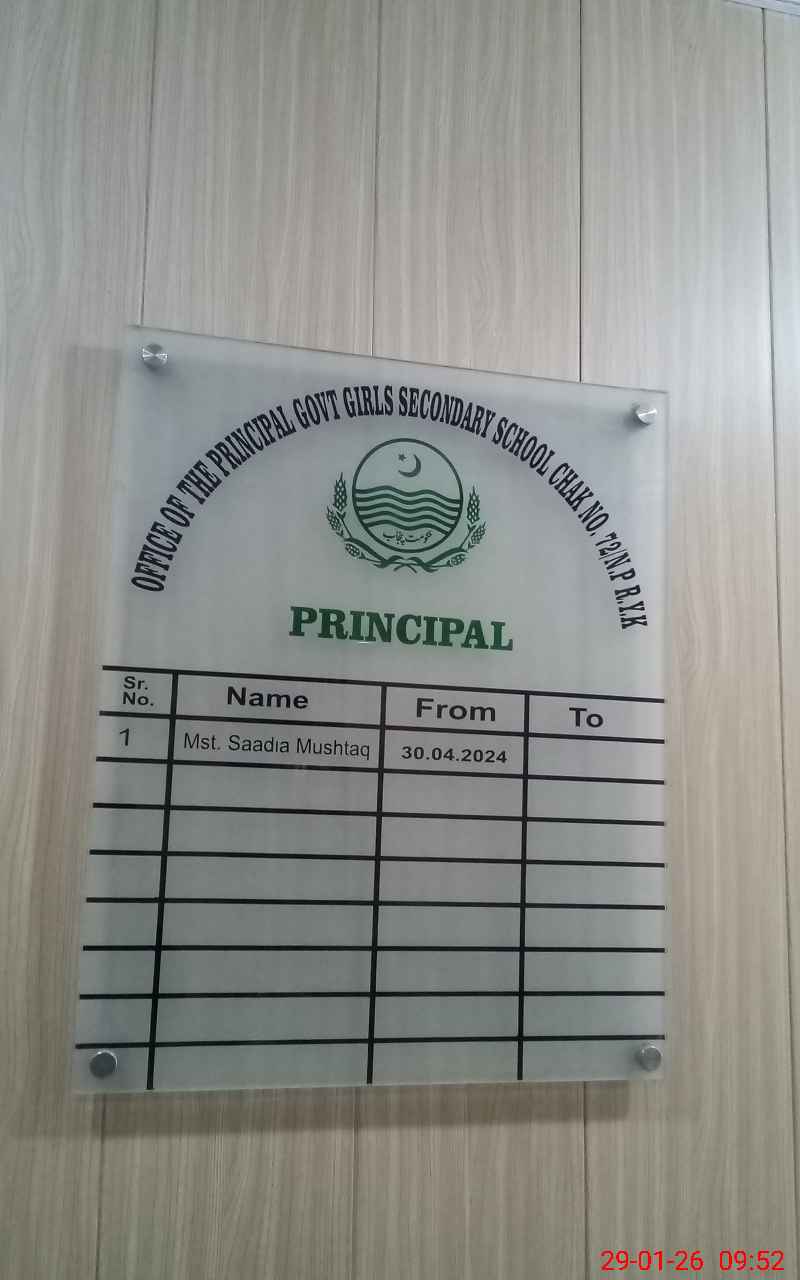 OFFICE OF THE PRINCIPAL GOVT GIRLS SECONDARY SCHOOL CHAK NO. 72/N.P R.Y.K
حکومت پنجاب
PRINCIPAL
Sr. No. Name From To
1 Mst. Saadia Mushtaq 30.04.2024
29-01-26 09:52